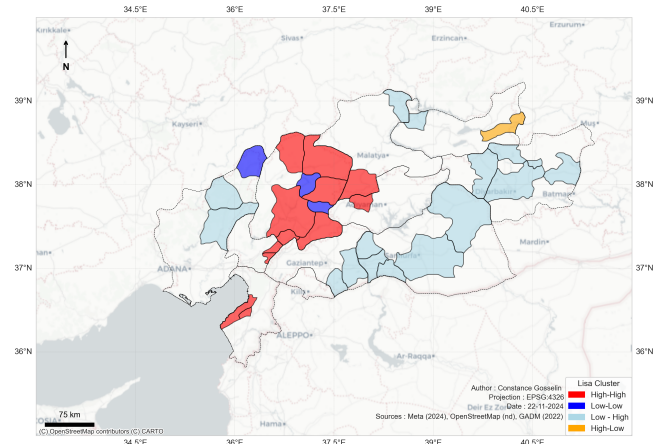 34.5°E 36°E 37.5°E 39°E 40.5°E
Kırıkkale
Sivas
Erzincan
Erzurum
N
39°N 39°N
Kayseri
Malatya
Muş
38°N 38°N
Diyarbakır
Batman
Adıyaman
Mardin
37°N 37°N
ADANA
Gaziantep
Şanlıurfa
Kilis
ALEPPO
36°N 36°N
Ar-Raqqa
Author : Constance Gosselin
Projection : EPSG:4326
Date : 22-11-2024
Sources : Meta (2024), OpenStreetMap (nd), GADM (2022)
Deir Ez
Hama
Lisa Cluster
High-High
Low-Low
Low - High
High-Low
75 km
(C) OpenStreetMap contributors (C) CARTO
34.5°E 36°E 37.5°E 39°E 40.5°E